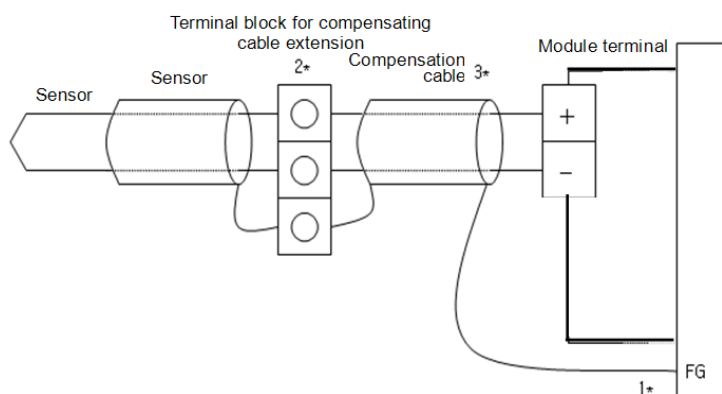 Terminal block for compensating
cable extension
2*
Compensation
cable 3*
Module terminal
Sensor
Sensor
+
−
FG
1*